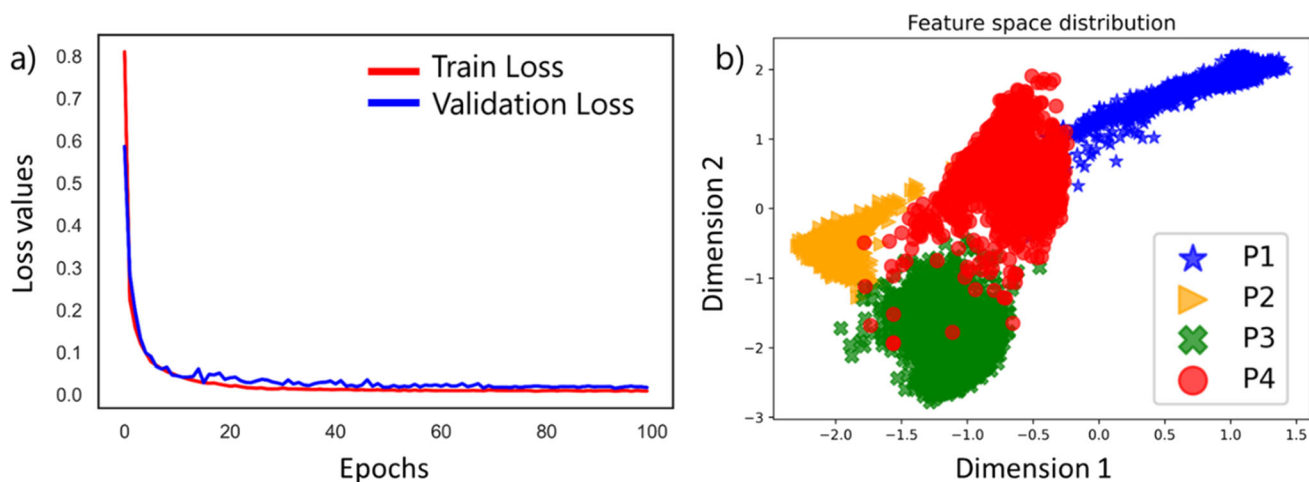 a)
Train Loss
Validation Loss
Loss values
0.8
0.7
0.6
0.5
0.4
0.3
0.2
0.1
0.0
0 20 40 60 80 100
Epochs
b)
Feature space distribution
Dimension 2
2
1
0
−1
−2
−3
P1
P2
P3
P4
−2.0 −1.5 −1.0 −0.5 0.0 0.5 1.0 1.5
Dimension 1